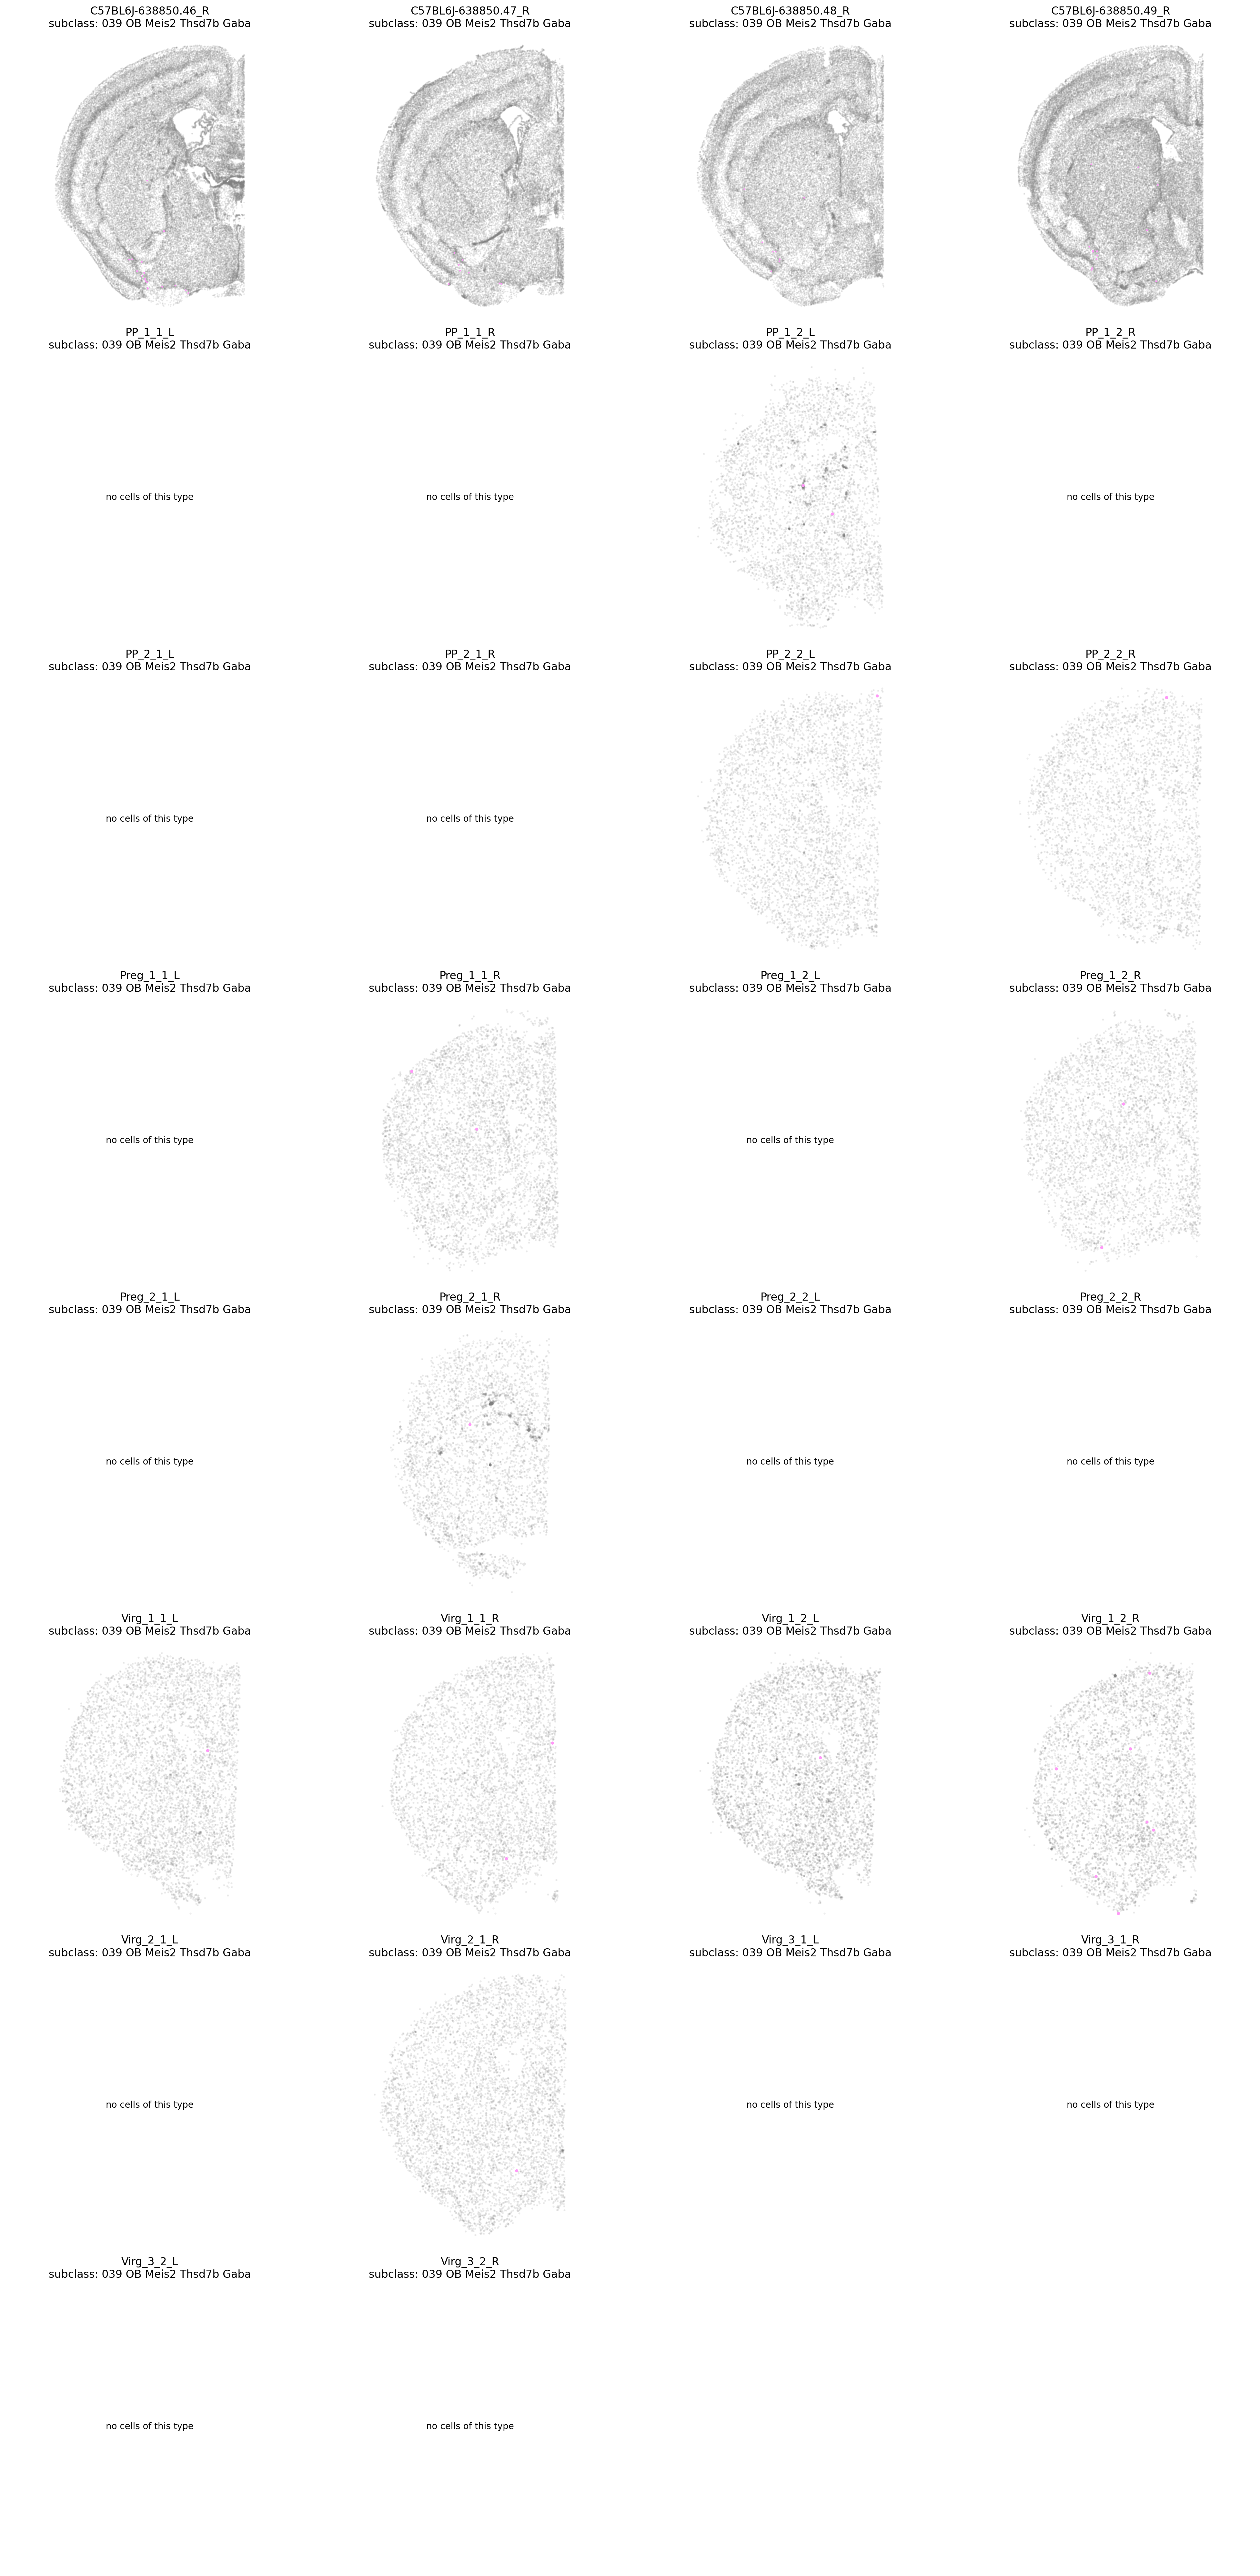 C57BL6J-638850.46_R
subclass: 039 OB Meis2 Thsd7b Gaba
C57BL6J-638850.47_R
subclass: 039 OB Meis2 Thsd7b Gaba
C57BL6J-638850.48_R
subclass: 039 OB Meis2 Thsd7b Gaba
C57BL6J-638850.49_R
subclass: 039 OB Meis2 Thsd7b Gaba
PP_1_1_L
subclass: 039 OB Meis2 Thsd7b Gaba
no cells of this type
PP_1_1_R
subclass: 039 OB Meis2 Thsd7b Gaba
no cells of this type
PP_1_2_L
subclass: 039 OB Meis2 Thsd7b Gaba
PP_1_2_R
subclass: 039 OB Meis2 Thsd7b Gaba
no cells of this type
PP_2_1_L
subclass: 039 OB Meis2 Thsd7b Gaba
no cells of this type
PP_2_1_R
subclass: 039 OB Meis2 Thsd7b Gaba
no cells of this type
PP_2_2_L
subclass: 039 OB Meis2 Thsd7b Gaba
PP_2_2_R
subclass: 039 OB Meis2 Thsd7b Gaba
Preg_1_1_L
subclass: 039 OB Meis2 Thsd7b Gaba
no cells of this type
Preg_1_1_R
subclass: 039 OB Meis2 Thsd7b Gaba
Preg_1_2_L
subclass: 039 OB Meis2 Thsd7b Gaba
no cells of this type
Preg_1_2_R
subclass: 039 OB Meis2 Thsd7b Gaba
Preg_2_1_L
subclass: 039 OB Meis2 Thsd7b Gaba
no cells of this type
Preg_2_1_R
subclass: 039 OB Meis2 Thsd7b Gaba
Preg_2_2_L
subclass: 039 OB Meis2 Thsd7b Gaba
no cells of this type
Preg_2_2_R
subclass: 039 OB Meis2 Thsd7b Gaba
no cells of this type
Virg_1_1_L
subclass: 039 OB Meis2 Thsd7b Gaba
Virg_1_1_R
subclass: 039 OB Meis2 Thsd7b Gaba
Virg_1_2_L
subclass: 039 OB Meis2 Thsd7b Gaba
Virg_1_2_R
subclass: 039 OB Meis2 Thsd7b Gaba
Virg_2_1_L
subclass: 039 OB Meis2 Thsd7b Gaba
no cells of this type
Virg_2_1_R
subclass: 039 OB Meis2 Thsd7b Gaba
Virg_3_1_L
subclass: 039 OB Meis2 Thsd7b Gaba
no cells of this type
Virg_3_1_R
subclass: 039 OB Meis2 Thsd7b Gaba
no cells of this type
Virg_3_2_L
subclass: 039 OB Meis2 Thsd7b Gaba
no cells of this type
Virg_3_2_R
subclass: 039 OB Meis2 Thsd7b Gaba
no cells of this type